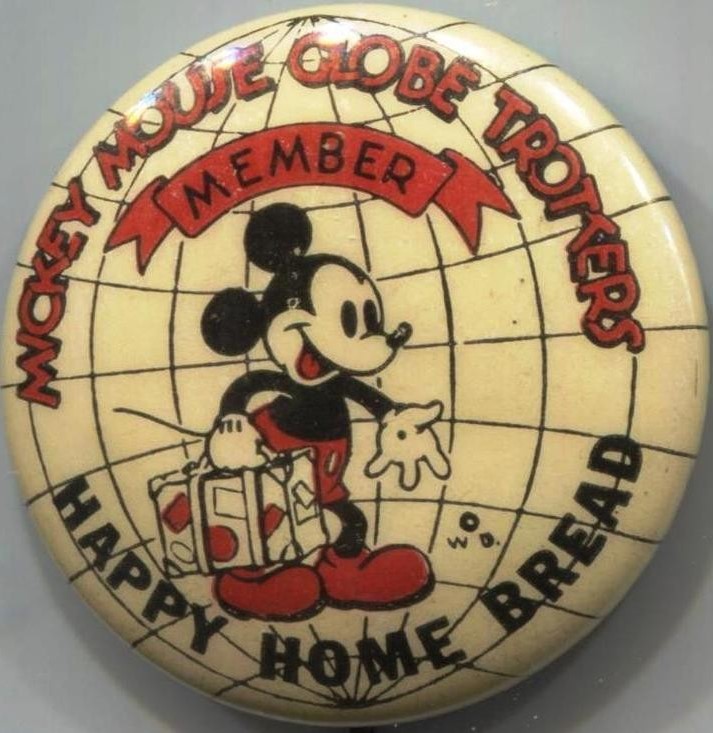 MICKEY MOUSE GLOBE TROTTERS
MEMBER
W D.
HAPPY HOME BREAD